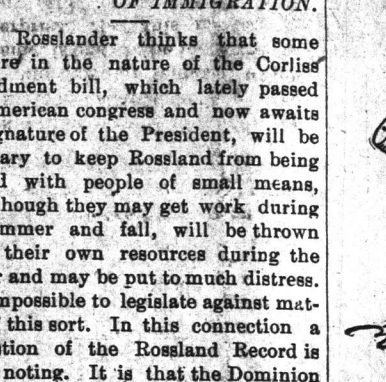 OF IMMIGRATION.
Rosslander thinks that some
re in the nature of the Corliss
dment bill, which lately passed
merican congress and now awaits
gnature of the President, will be
ary to keep Rossland from being
d with people of small means,
hough they may get work during
mmer and fall, will be thrown
their own resources during the
r and may be put to much distress.
mpossible to legislate against mat-
this sort. In this connection a
tion of the Rossland Record is
noting. It is that the Dominion